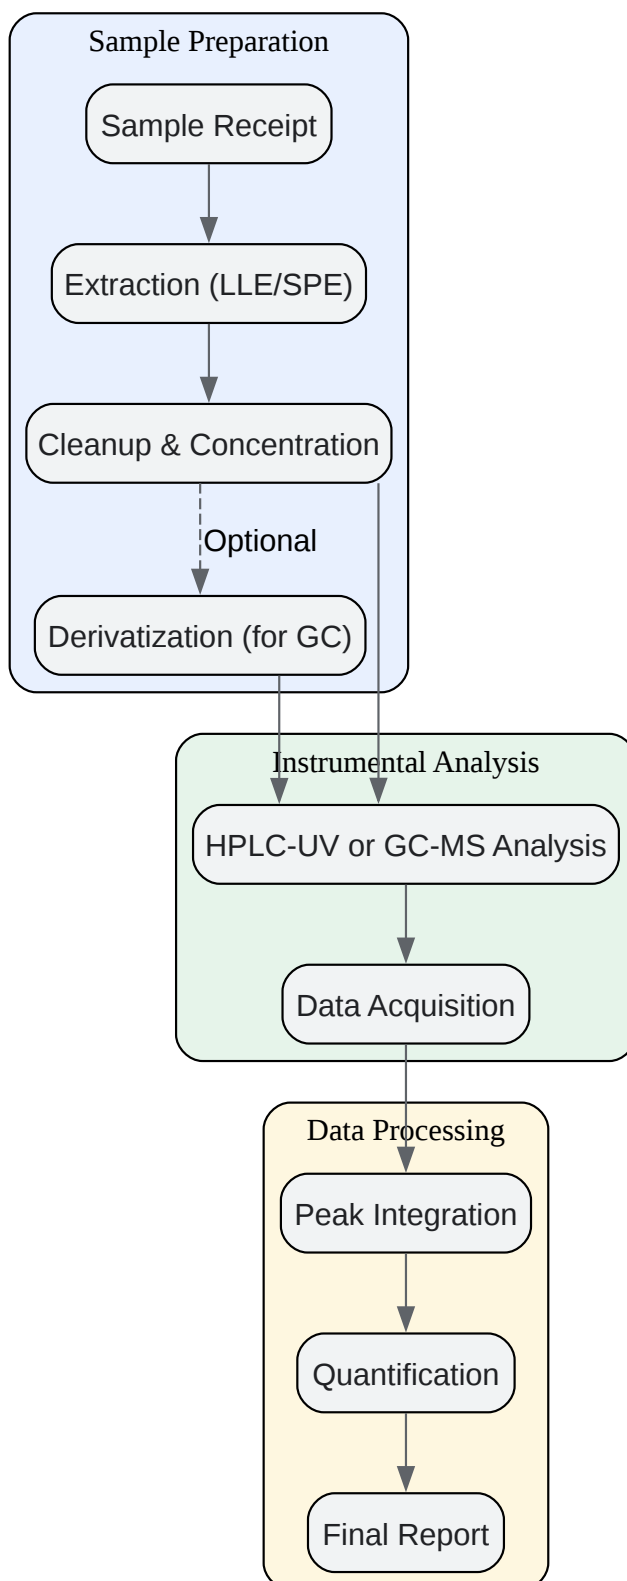 Sample Preparation
Sample Receipt
Extraction (LLE/SPE)
Cleanup & Concentration
Optional
Derivatization (for GC)
Instrumental Analysis
HPLC-UV or GC-MS Analysis
Data Acquisition
Data Processing
Peak Integration
Quantification
Final Report